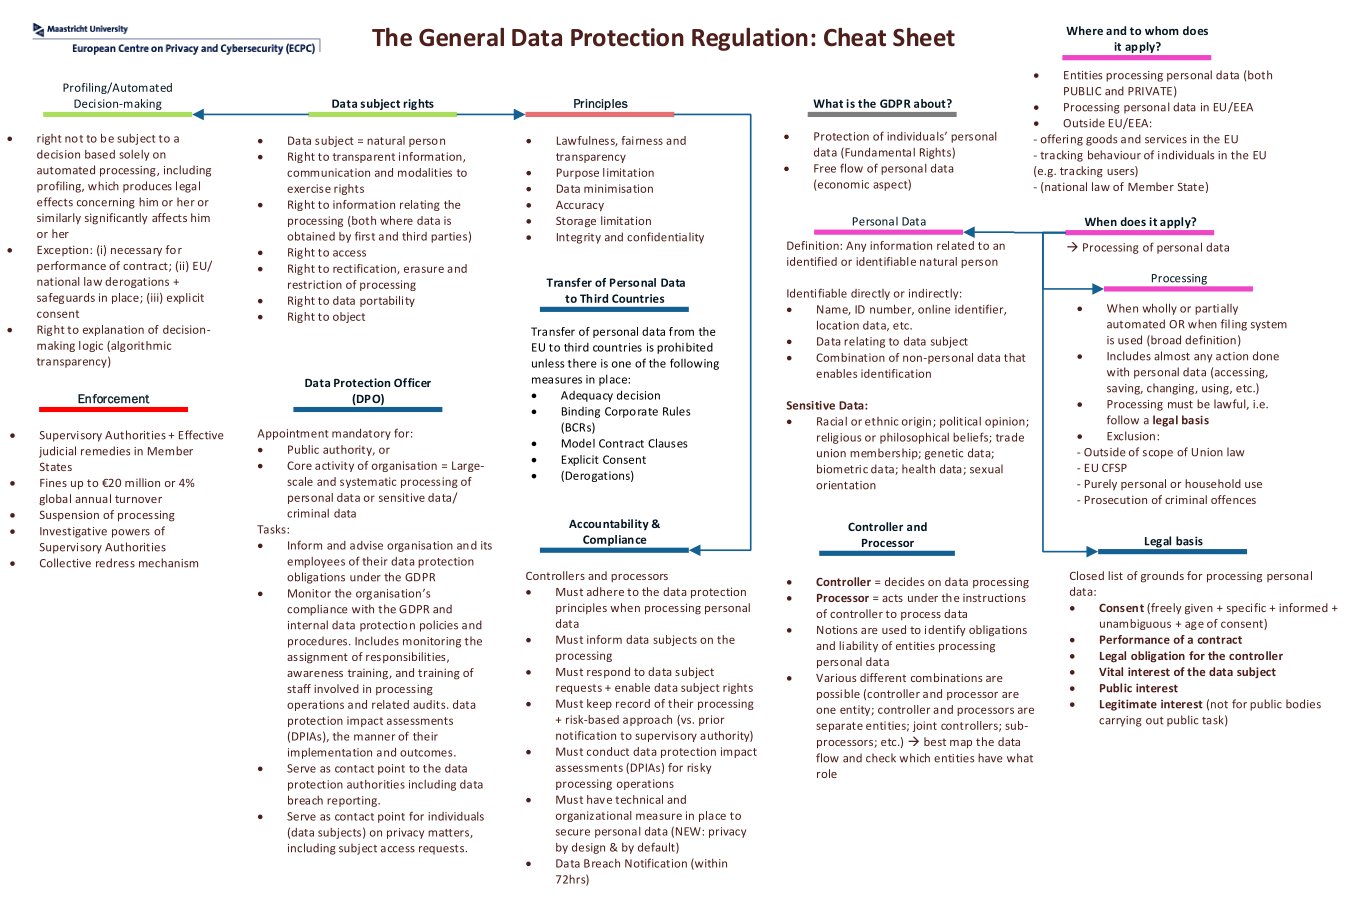 Maastricht University
European Centre on Privacy and Cybersecurity (ECPC)
The General Data Protection Regulation: Cheat Sheet
Profiling/Automated
Decision-making
• right not to be subject to a
decision based solely on
automated processing, including
profiling, which produces legal
effects concerning him or her or
similarly significantly affects him
or her
• Exception: (i) necessary for
performance of contract; (ii) EU/
national law derogations +
safeguards in place; (iii) explicit
consent
• Right to explanation of decision-
making logic (algorithmic
transparency)
Enforcement
• Supervisory Authorities + Effective
judicial remedies in Member
States
• Fines up to €20 million or 4%
global annual turnover
• Suspension of processing
• Investigative powers of
Supervisory Authorities
• Collective redress mechanism
Data subject rights
• Data subject = natural person
• Right to transparent information,
communication and modalities to
exercise rights
• Right to information relating the
processing (both where data is
obtained by first and third parties)
• Right to access
• Right to rectification, erasure and
restriction of processing
• Right to data portability
• Right to object
Data Protection Officer
(DPO)
Appointment mandatory for:
• Public authority, or
• Core activity of organisation = Large-
scale and systematic processing of
personal data or sensitive data/
criminal data
Tasks:
• Inform and advise organisation and its
employees of their data protection
obligations under the GDPR
• Monitor the organisation’s
compliance with the GDPR and
internal data protection policies and
procedures. Includes monitoring the
assignment of responsibilities,
awareness training, and training of
staff involved in processing
operations and related audits. data
protection impact assessments
(DPIAs), the manner of their
implementation and outcomes.
• Serve as contact point to the data
protection authorities including data
breach reporting.
• Serve as contact point for individuals
(data subjects) on privacy matters,
including subject access requests.
Principles
• Lawfulness, fairness and
transparency
• Purpose limitation
• Data minimisation
• Accuracy
• Storage limitation
• Integrity and confidentiality
Transfer of Personal Data
to Third Countries
Transfer of personal data from the
EU to third countries is prohibited
unless there is one of the following
measures in place:
• Adequacy decision
• Binding Corporate Rules
(BCRs)
• Model Contract Clauses
• Explicit Consent
• (Derogations)
Accountability &
Compliance
Controllers and processors
• Must adhere to the data protection
principles when processing personal
data
• Must inform data subjects on the
processing
• Must respond to data subject
requests + enable data subject rights
• Must keep record of their processing
+ risk-based approach (vs. prior
notification to supervisory authority)
• Must conduct data protection impact
assessments (DPIAs) for risky
processing operations
• Must have technical and
organizational measure in place to
secure personal data (NEW: privacy
by design & by default)
• Data Breach Notification (within
72hrs)
What is the GDPR about?
• Protection of individuals’ personal
data (Fundamental Rights)
• Free flow of personal data
(economic aspect)
Personal Data
Definition: Any information related to an
identified or identifiable natural person
Identifiable directly or indirectly:
• Name, ID number, online identifier,
location data, etc.
• Data relating to data subject
• Combination of non-personal data that
enables identification
Sensitive Data:
• Racial or ethnic origin; political opinion;
religious or philosophical beliefs; trade
union membership; genetic data;
biometric data; health data; sexual
orientation
Controller and
Processor
• Controller = decides on data processing
• Processor = acts under the instructions
of controller to process data
• Notions are used to identify obligations
and liability of entities processing
personal data
• Various different combinations are
possible (controller and processor are
one entity; controller and processors are
separate entities; joint controllers; sub-
processors; etc.) → best map the data
flow and check which entities have what
role
Where and to whom does
it apply?
• Entities processing personal data (both
PUBLIC and PRIVATE)
• Processing personal data in EU/EEA
• Outside EU/EEA:
- offering goods and services in the EU
- tracking behaviour of individuals in the EU
(e.g. tracking users)
- (national law of Member State)
When does it apply?
→ Processing of personal data
Processing
• When wholly or partially
automated OR when filing system
is used (broad definition)
• Includes almost any action done
with personal data (accessing,
saving, changing, using, etc.)
• Processing must be lawful, i.e.
follow a legal basis
• Exclusion:
- Outside of scope of Union law
- EU CFSP
- Purely personal or household use
- Prosecution of criminal offences
Legal basis
Closed list of grounds for processing personal
data:
• Consent (freely given + specific + informed +
unambiguous + age of consent)
• Performance of a contract
• Legal obligation for the controller
• Vital interest of the data subject
• Public interest
• Legitimate interest (not for public bodies
carrying out public task)